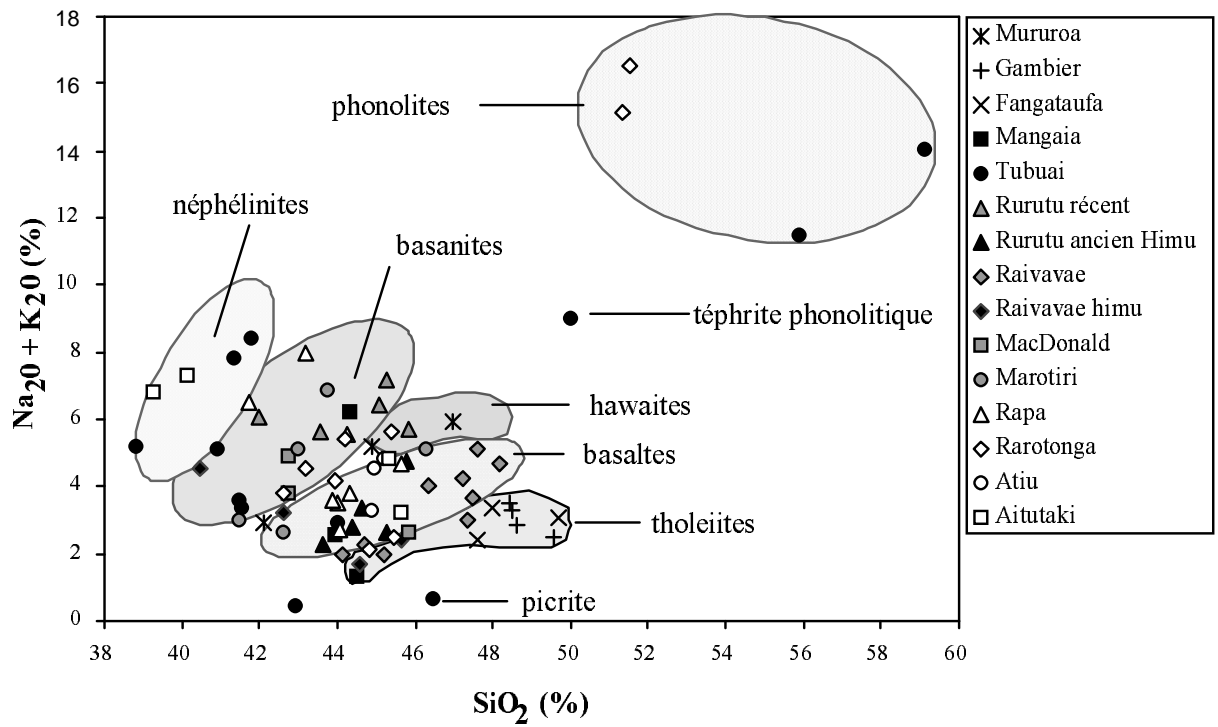 18
16
14
12
10
8
6
4
2
0
Na₂0 + K₂0 (%)
38
40
42
44
46
48
50
52
54
56
58
60
SiO₂ (%)
phonolites
néphélinites
basanites
téphrite phonolitique
hawaites
basaltes
tholeiites
picrite
Mururoa
Gambier
Fangataufa
Mangaia
Tubuai
Rurutu récent
Rurutu ancien Himu
Raivavae
Raivavae himu
MacDonald
Marotiri
Rapa
Rarotonga
Atiu
Aitutaki